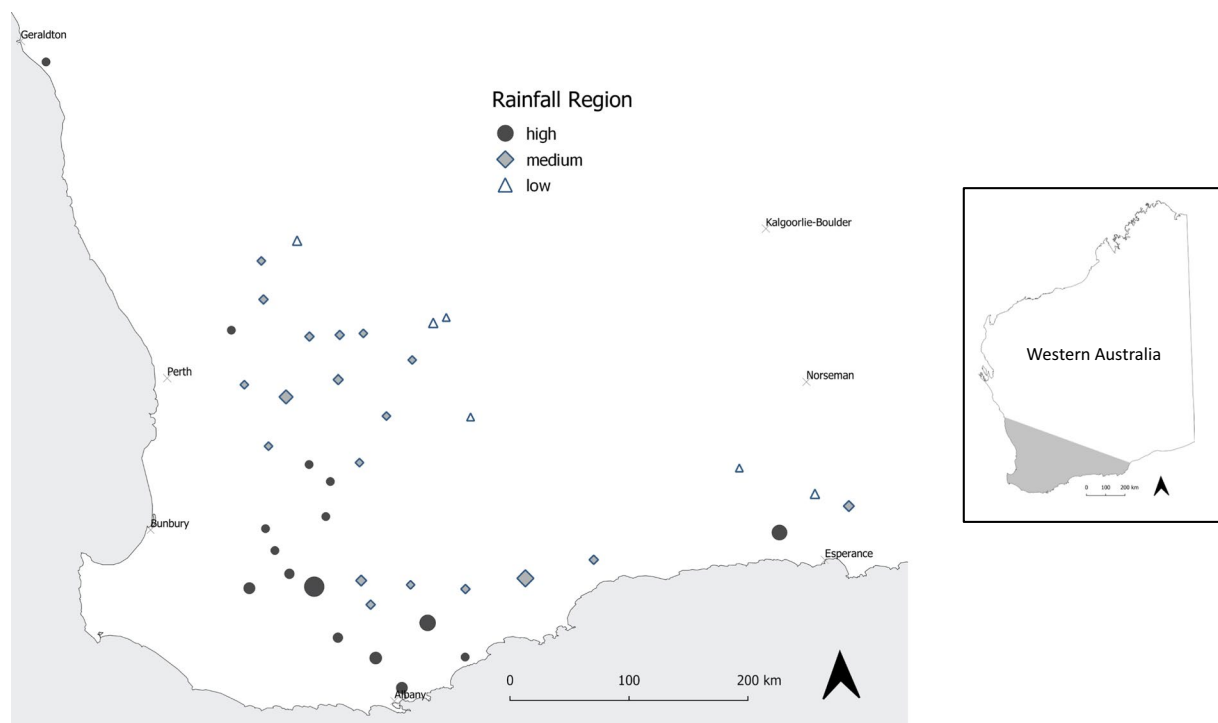 Geraldton
Rainfall Region
high
medium
low
Kalgoorlie-Boulder
Perth
Norseman
Bunbury
Esperance
Albany
0 100 200 km
Western Australia
0 100 200 km